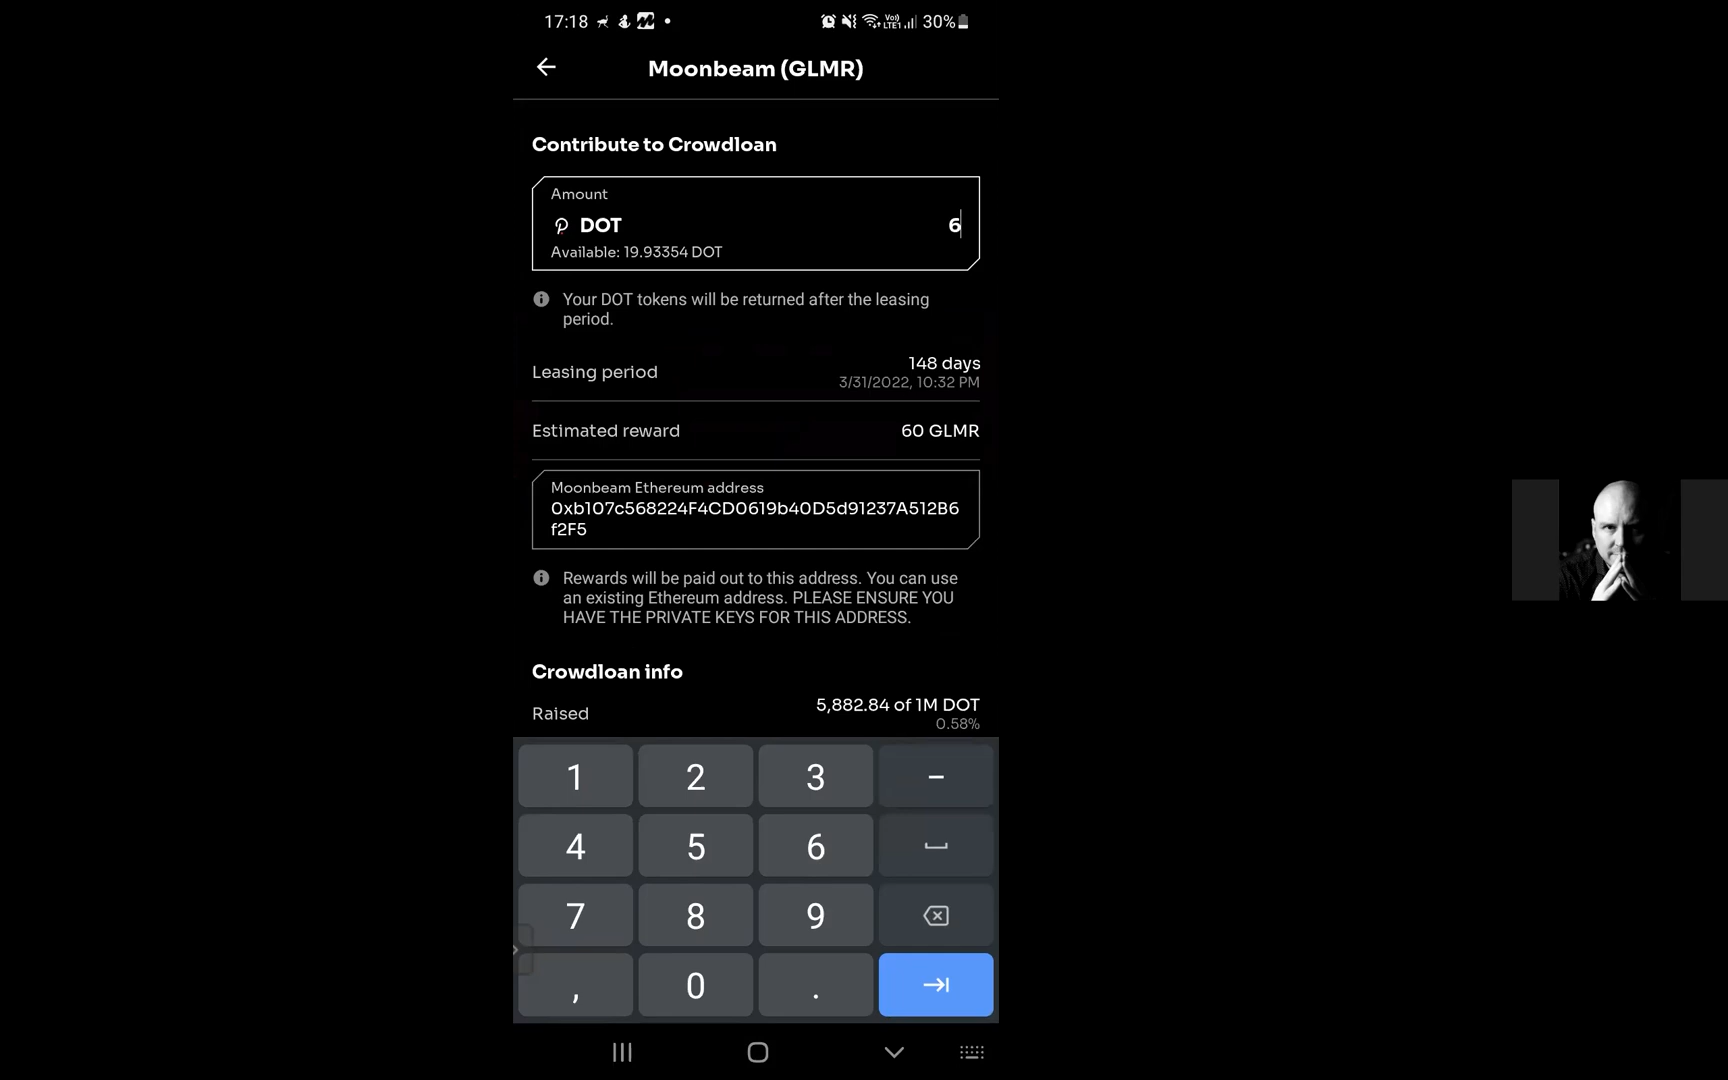 17:18
Voi) LTE1 30%
Moonbeam (GLMR)
Contribute to Crowdloan
Amount
DOT 6
Available: 19.93354 DOT
Your DOT tokens will be returned after the leasing
period.
Leasing period 148 days
3/31/2022, 10:32 PM
Estimated reward 60 GLMR
Moonbeam Ethereum address
0xb107c568224F4CD0619b40D5d91237A512B6
f2F5
Rewards will be paid out to this address. You can use
an existing Ethereum address. PLEASE ENSURE YOU
HAVE THE PRIVATE KEYS FOR THIS ADDRESS.
Crowdloan info
Raised 5,882.84 of 1M DOT
0.58%
1 2 3 -
4 5 6
7 8 9
, 0 .